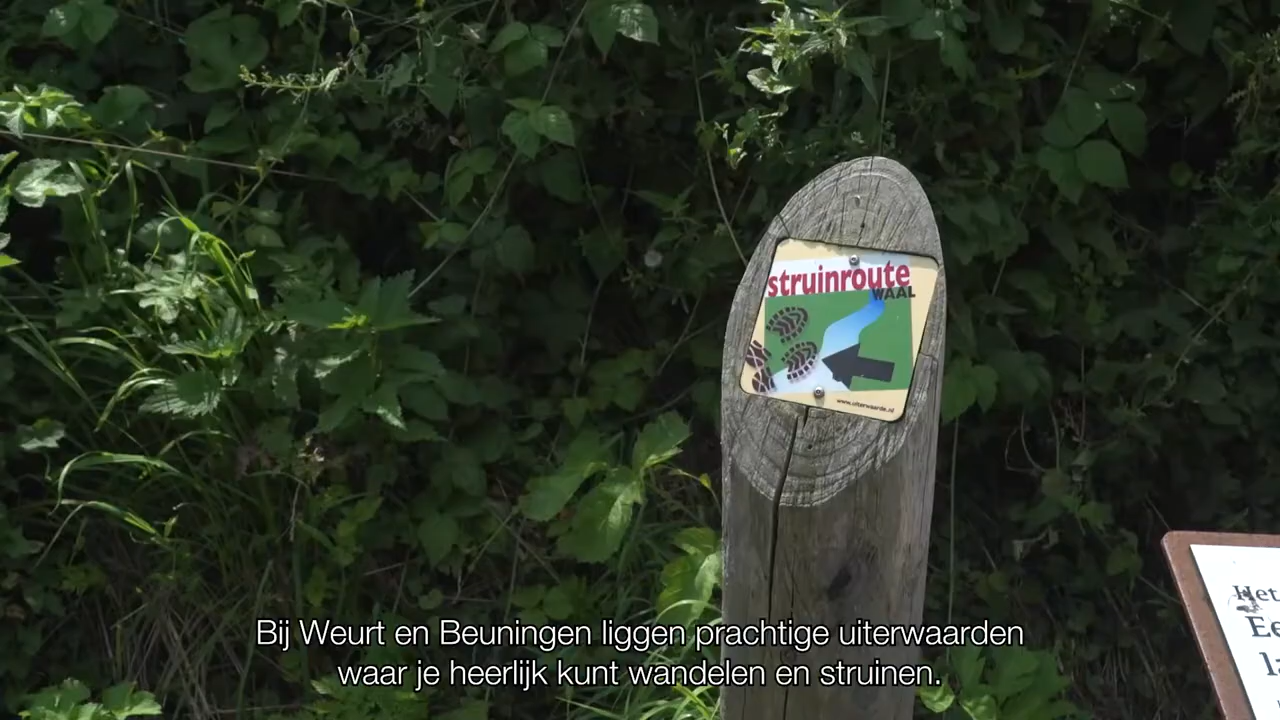 struinroute
WAAL
www.uiterwaarde.nl
Het
Bij Weurt en Beuningen liggen prachtige uiterwaarden
waar je heerlijk kunt wandelen en struinen.